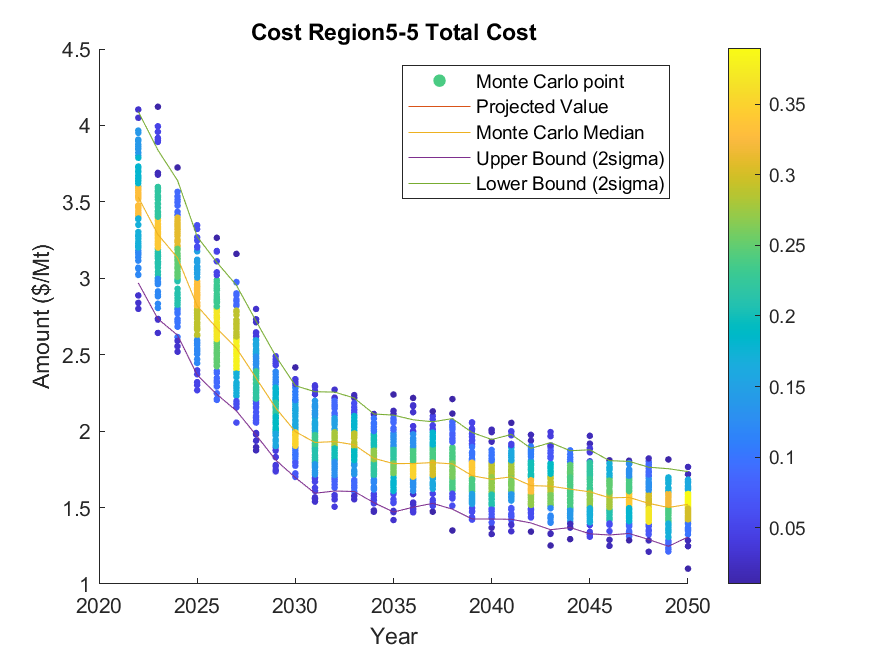 Cost Region5-5 Total Cost
4.5
4
3.5
3
2.5
2
1.5
1
Amount ($/Mt)
2020
2025
2030
2035
2040
2045
2050
Year
Monte Carlo point
Projected Value
Monte Carlo Median
Upper Bound (2sigma)
Lower Bound (2sigma)
0.35
0.3
0.25
0.2
0.15
0.1
0.05